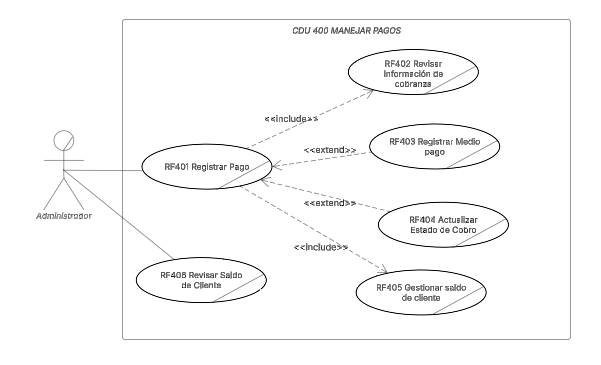 CDU 400 MANEJAR PAGOS
RF402 Revisar
Información de
cobranza
<<include>>
RF403 Registrar Medio
pago
<<extend>>
RF401 Registrar Pago
Administrador
<<extend>>
RF404 Actualizar
Estado de Cobro
<<include>>
RF406 Revisar Saldo
de Cliente
RF405 Gestionar saldo
de cliente